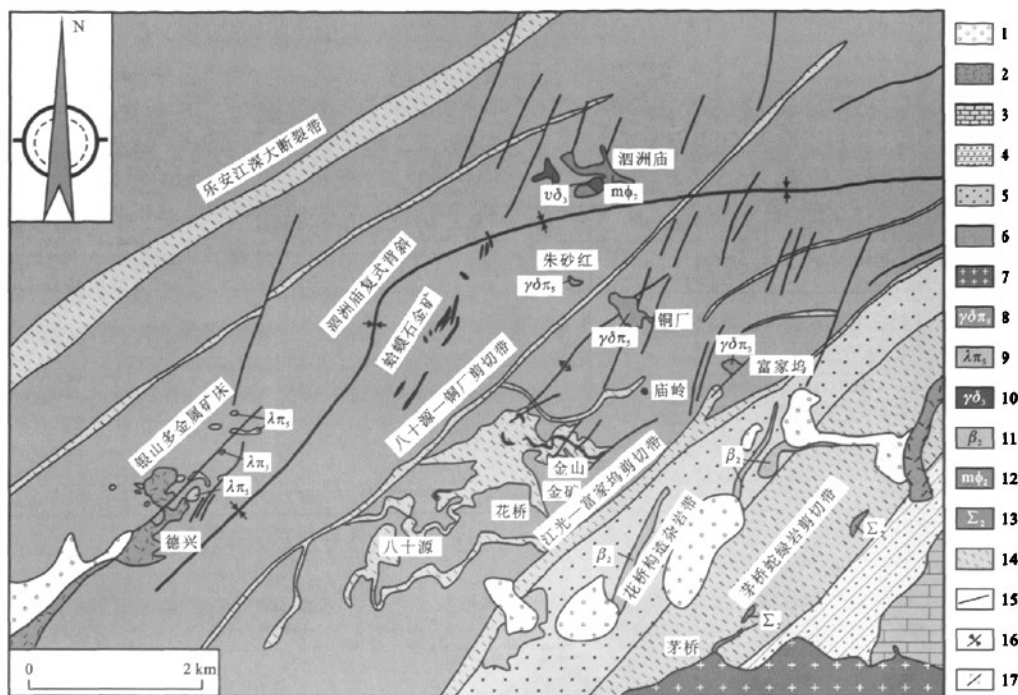 N
乐安江深大断裂带
泗洲庙
υδ₃
mφ₂
泗洲庙复式背斜
朱砂红
γδπ₅
蛤蟆石金矿
铜厂
γδπ₅
γδπ₅
富家坞
八十源—铜厂剪切带
庙岭
银山多金属矿床
λπ₅
λπ₅
λπ₅
德兴
金山
金矿
花桥
八十源
江光—富家坞剪切带
β₂
β₂
花桥构造杂岩带
茅桥蛇绿岩剪切带
Σ₂
Σ₂
茅桥
0 2 km
1
2
3
4
5
6
7
γδπ₅ 8
λπ₅ 9
γδ₃ 10
β₂ 11
mφ₂ 12
Σ₂ 13
14
15
16
17